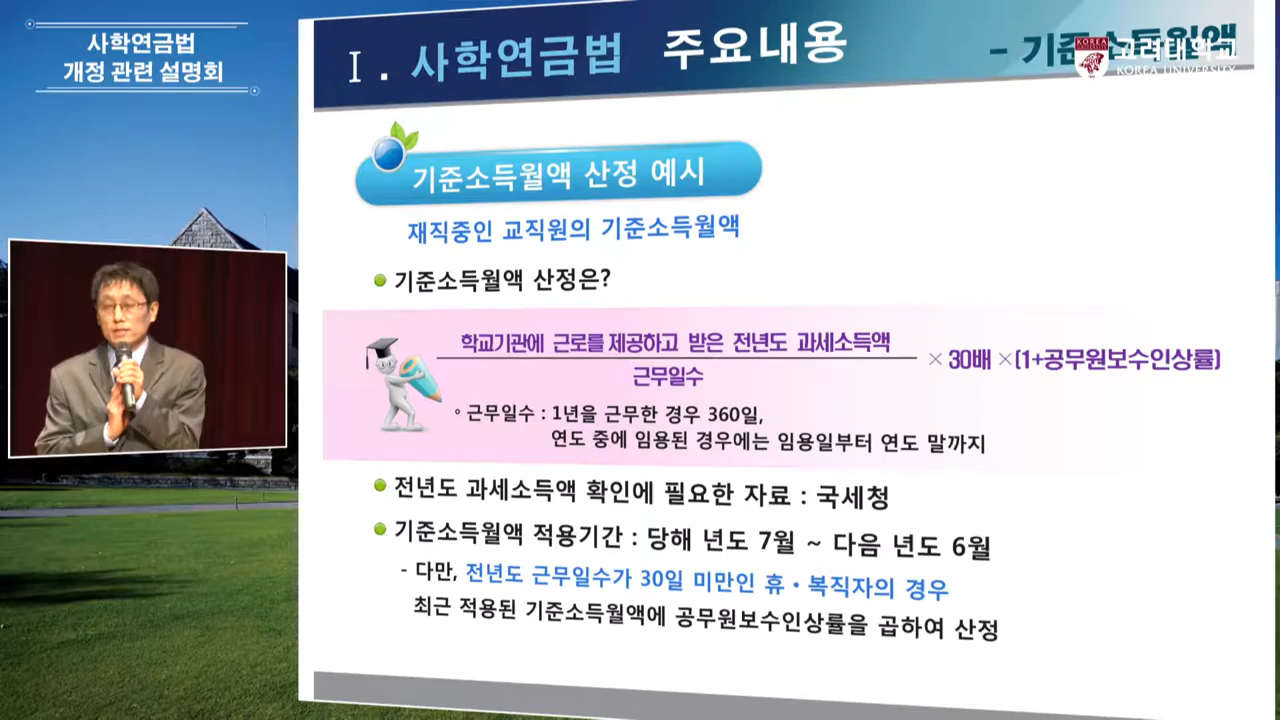 사학연금법
개정 관련 설명회
Ⅰ. 사학연금법 주요내용 - 기준소득월액
고려대학교
KOREA UNIVERSITY
기준소득월액 산정 예시
재직중인 교직원의 기준소득월액
기준소득월액 산정은?
학교기관에 근로를 제공하고 받은 전년도 과세소득액
근무일수
× 30배 ×(1+공무원보수인상률)
◦ 근무일수 : 1년을 근무한 경우 360일,
연도 중에 임용된 경우에는 임용일부터 연도 말까지
전년도 과세소득액 확인에 필요한 자료 : 국세청
기준소득월액 적용기간 : 당해 년도 7월 ~ 다음 년도 6월
- 다만, 전년도 근무일수가 30일 미만인 휴・복직자의 경우
최근 적용된 기준소득월액에 공무원보수인상률을 곱하여 산정